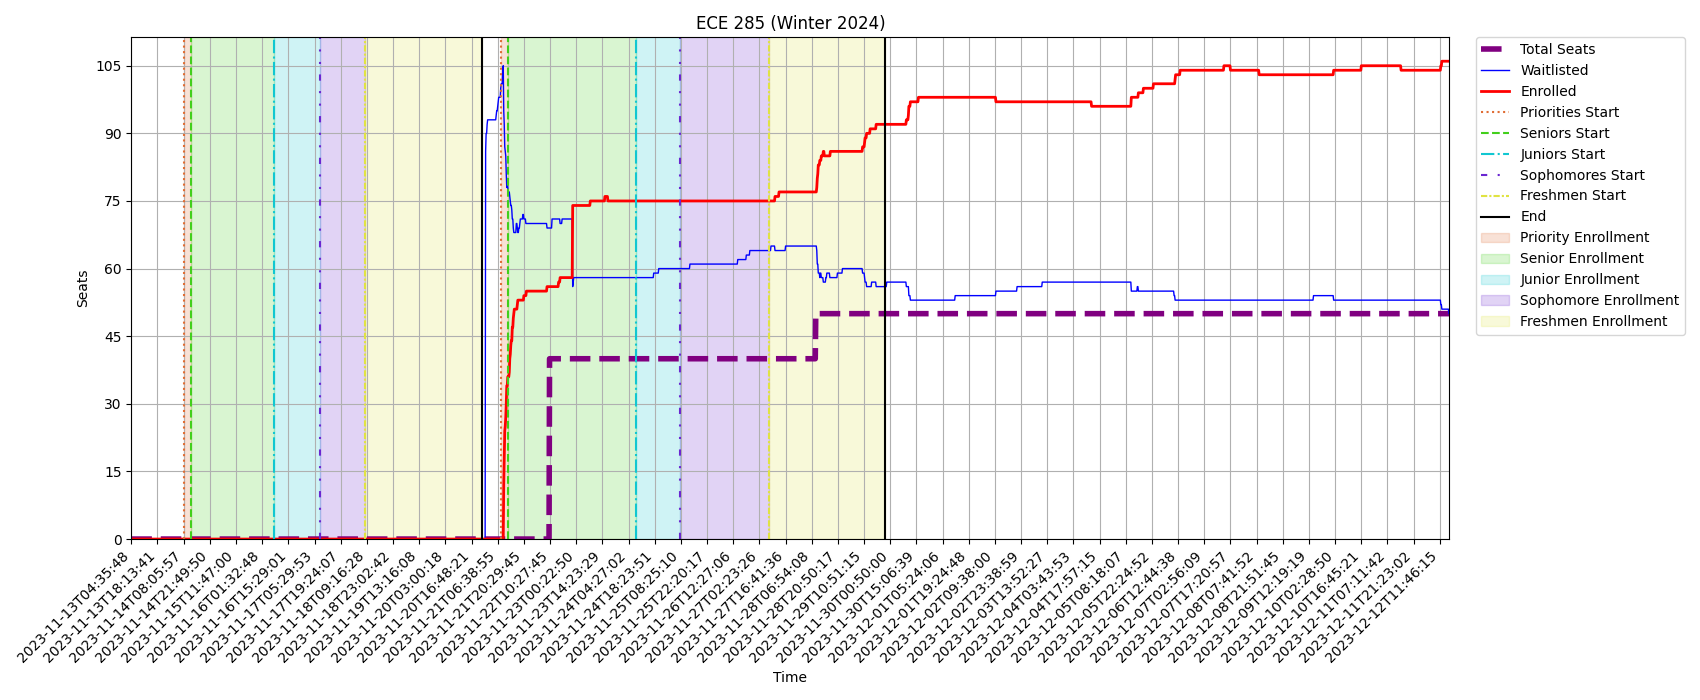 ECE 285 (Winter 2024)
Total Seats
Waitlisted
Enrolled
Priorities Start
Seniors Start
Juniors Start
Sophomores Start
Freshmen Start
End
Priority Enrollment
Senior Enrollment
Junior Enrollment
Sophomore Enrollment
Freshmen Enrollment
Seats
105
90
75
60
45
30
15
0
2023-11-13T04:35:48
2023-11-13T18:13:41
2023-11-14T08:05:57
2023-11-14T21:49:50
2023-11-15T11:47:00
2023-11-16T01:32:48
2023-11-16T15:29:01
2023-11-17T05:29:53
2023-11-17T19:24:07
2023-11-18T09:16:28
2023-11-18T23:02:42
2023-11-19T13:16:08
2023-11-20T03:00:18
2023-11-20T16:48:21
2023-11-21T06:38:55
2023-11-21T20:29:45
2023-11-22T10:27:45
2023-11-23T00:22:50
2023-11-23T14:23:29
2023-11-24T04:27:02
2023-11-24T18:23:51
2023-11-25T08:25:10
2023-11-25T22:20:17
2023-11-26T12:27:06
2023-11-27T02:23:26
2023-11-27T16:41:36
2023-11-28T06:54:08
2023-11-28T20:50:17
2023-11-29T10:51:15
2023-11-30T00:50:00
2023-11-30T15:06:39
2023-12-01T05:24:06
2023-12-01T19:24:48
2023-12-02T09:38:00
2023-12-02T23:38:59
2023-12-03T13:52:27
2023-12-04T03:43:53
2023-12-04T17:57:15
2023-12-05T08:18:07
2023-12-05T22:24:52
2023-12-06T12:44:38
2023-12-07T02:56:09
2023-12-07T17:20:57
2023-12-08T07:41:52
2023-12-08T21:51:45
2023-12-09T12:19:19
2023-12-10T02:28:50
2023-12-10T16:45:21
2023-12-11T07:11:42
2023-12-11T21:23:02
2023-12-12T11:46:15
Time